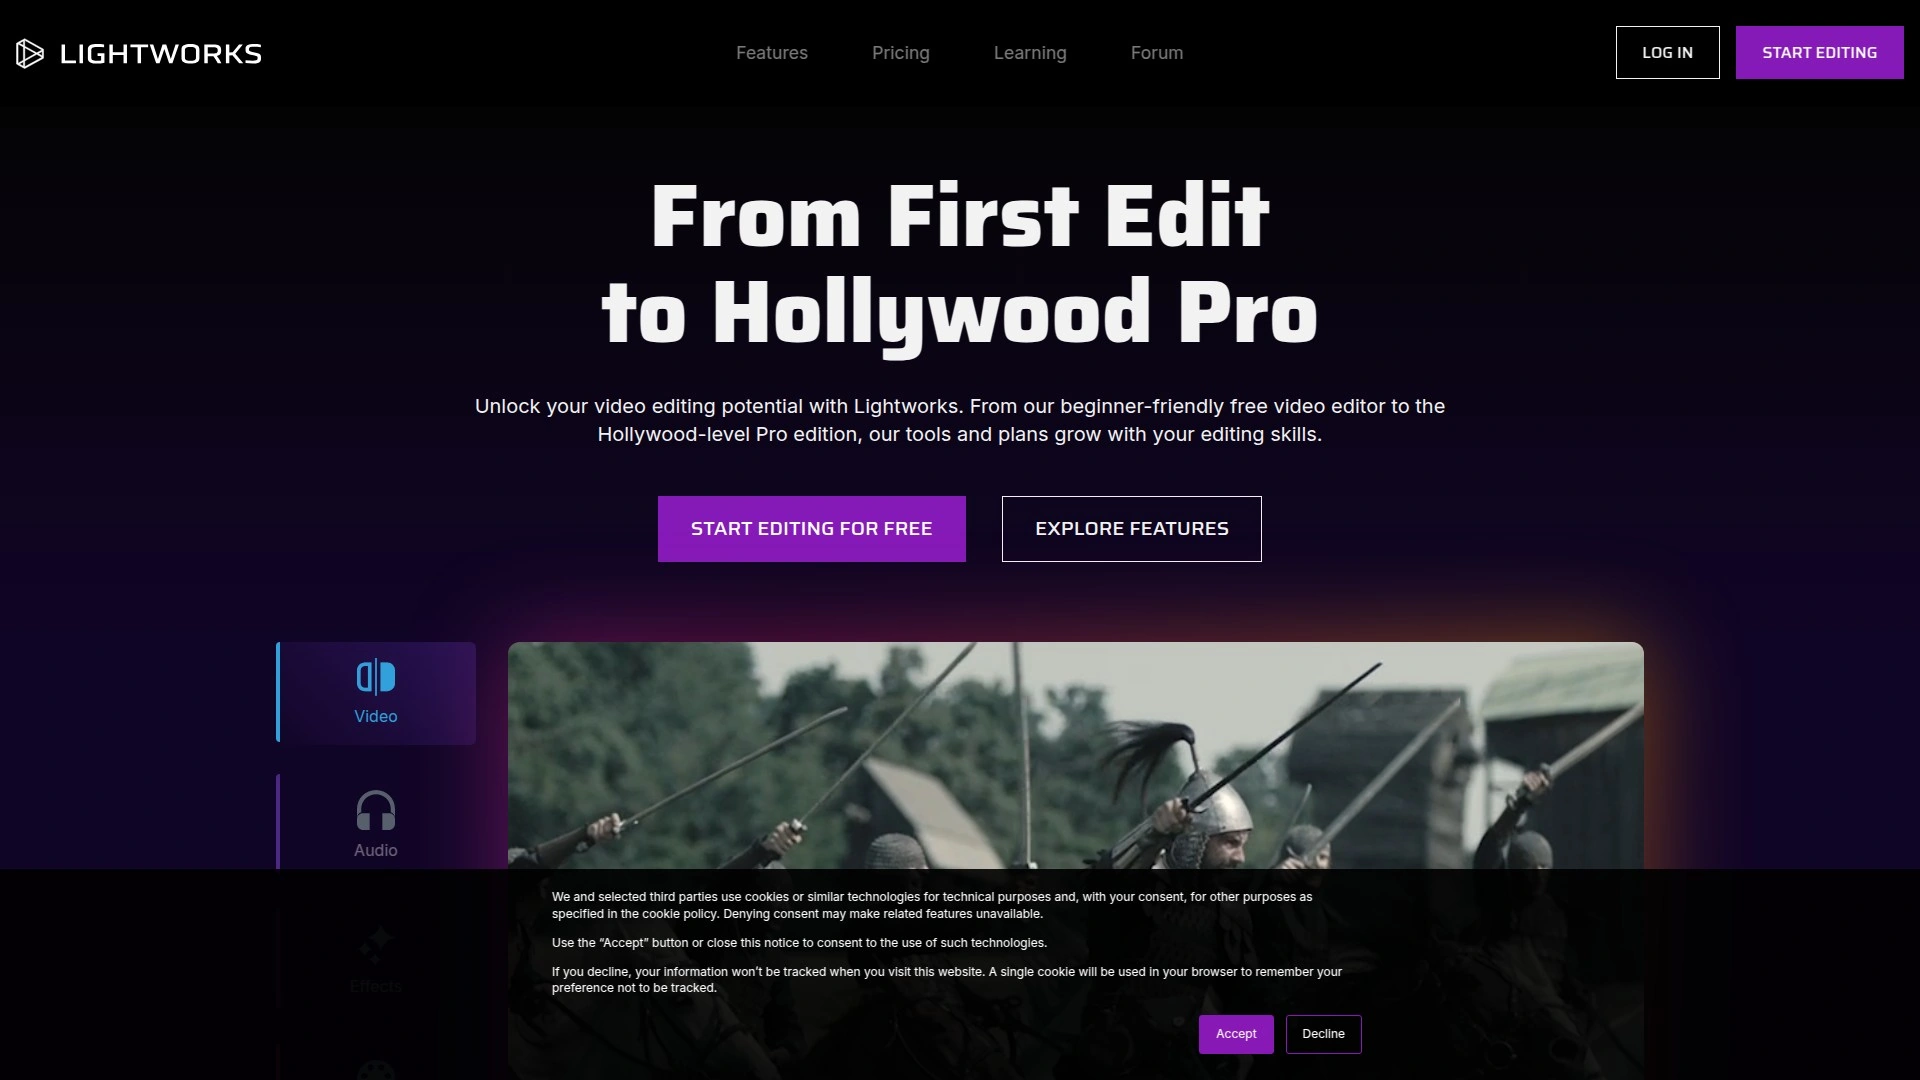 LIGHTWORKS
Features
Pricing
Learning
Forum
LOG IN
START EDITING
From First Edit
to Hollywood Pro
Unlock your video editing potential with Lightworks. From our beginner-friendly free video editor to the
Hollywood-level Pro edition, our tools and plans grow with your editing skills.
START EDITING FOR FREE
EXPLORE FEATURES
Video
Audio
Effects
We and selected third parties use cookies or similar technologies for technical purposes and, with your consent, for other purposes as
specified in the cookie policy. Denying consent may make related features unavailable.
Use the “Accept” button or close this notice to consent to the use of such technologies.
If you decline, your information won’t be tracked when you visit this website. A single cookie will be used in your browser to remember your
preference not to be tracked.
Accept
Decline